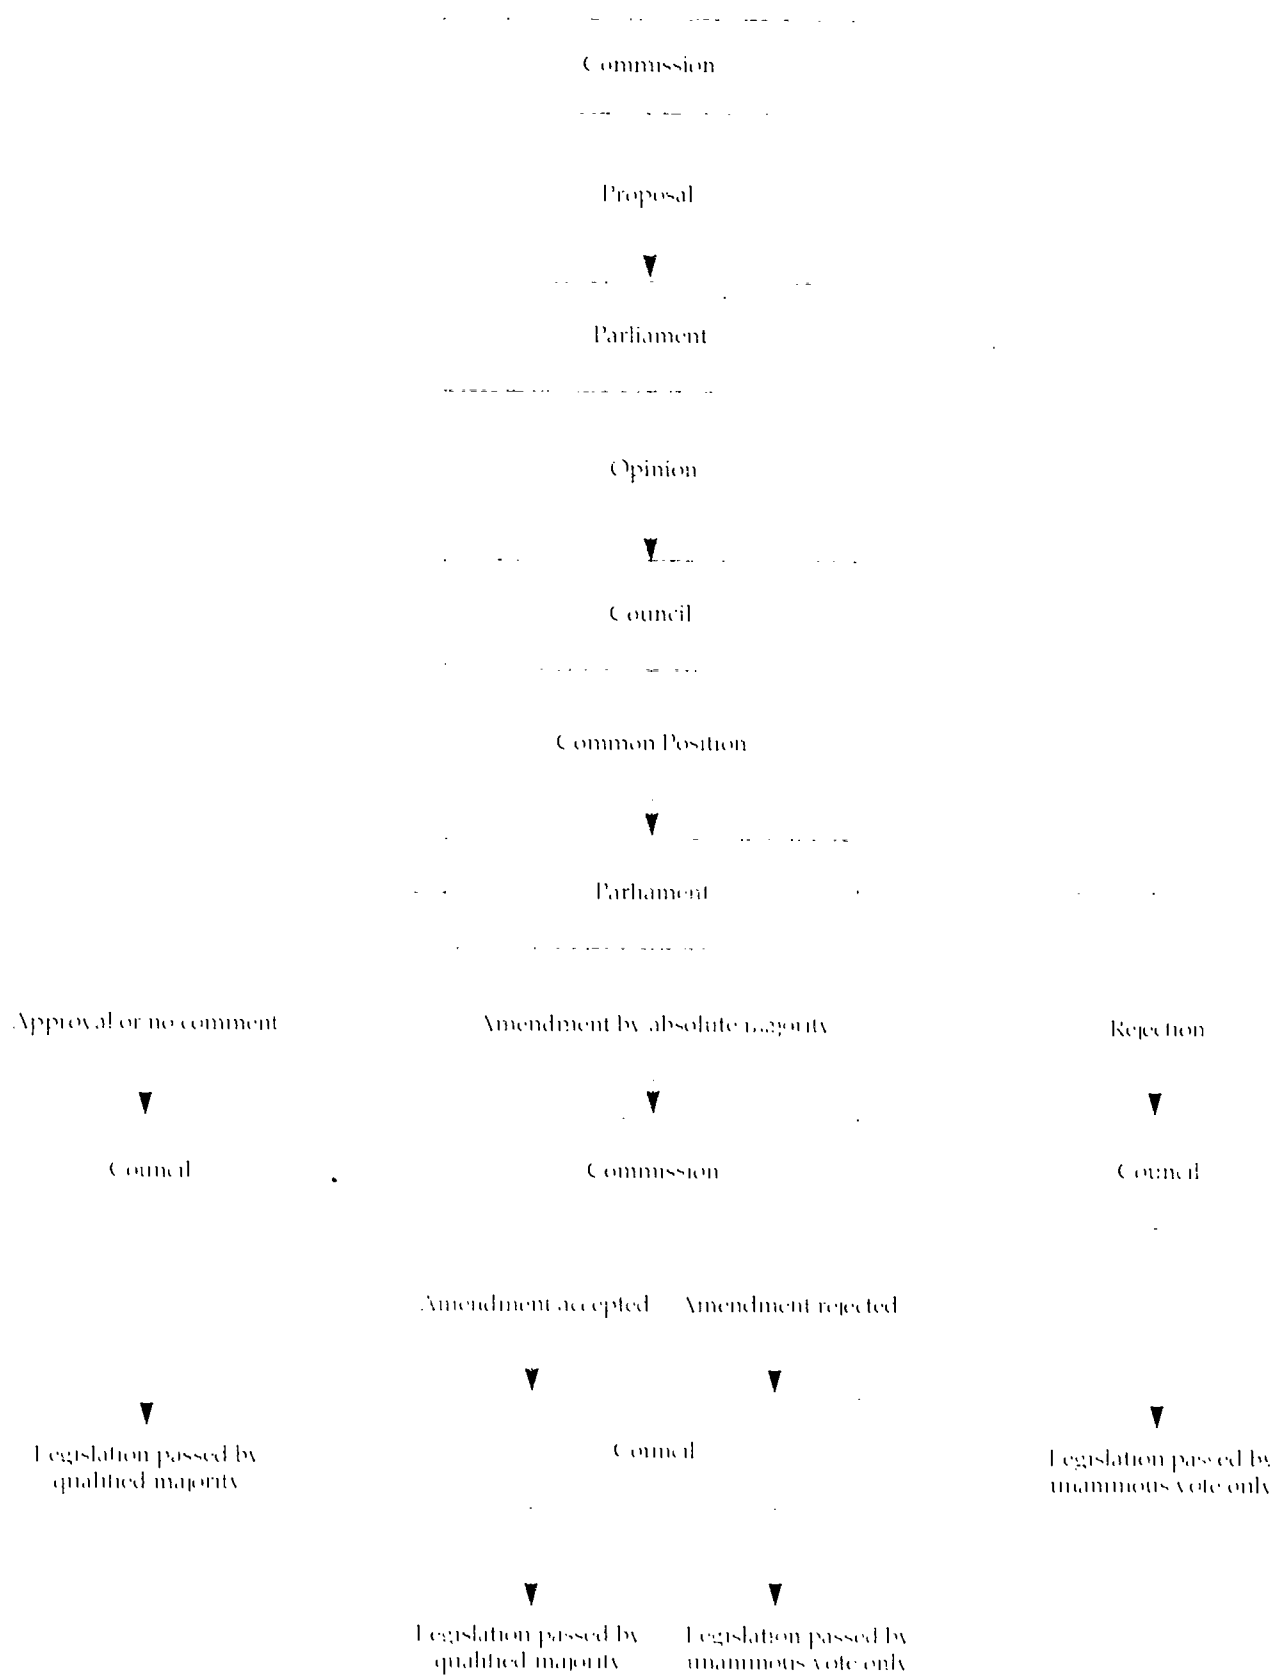 Commission
Proposal
Parliament
Opinion
Council
Common Position
Parliament
Approval or no comment
Amendment by absolute majority
Rejection
Council
Commission
Council
Amendment accepted
Amendment rejected
Legislation passed by
qualified majority
Council
Legislation passed by
unanimous vote only
Legislation passed by
qualified majority
Legislation passed by
unanimous vote only